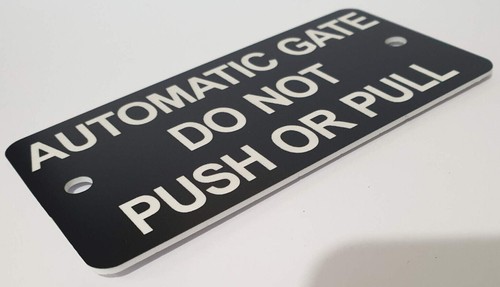 AUTOMATIC GATE
DO NOT
PUSH OR PULL